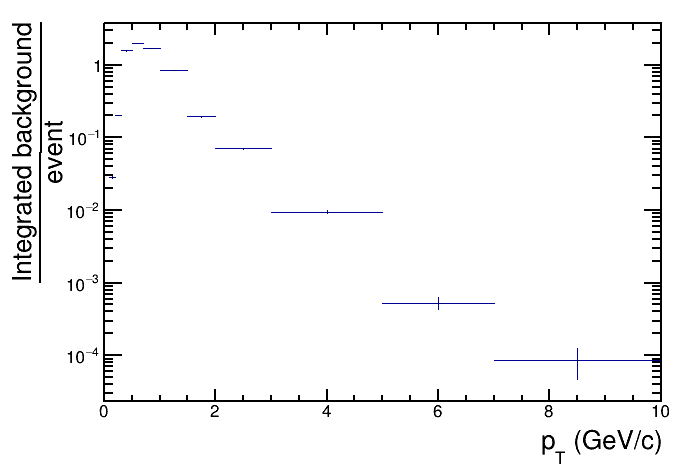 Integrated background
event
1
10⁻¹
10⁻²
10⁻³
10⁻⁴
0 2 4 6 8 10
p_T (GeV/c)